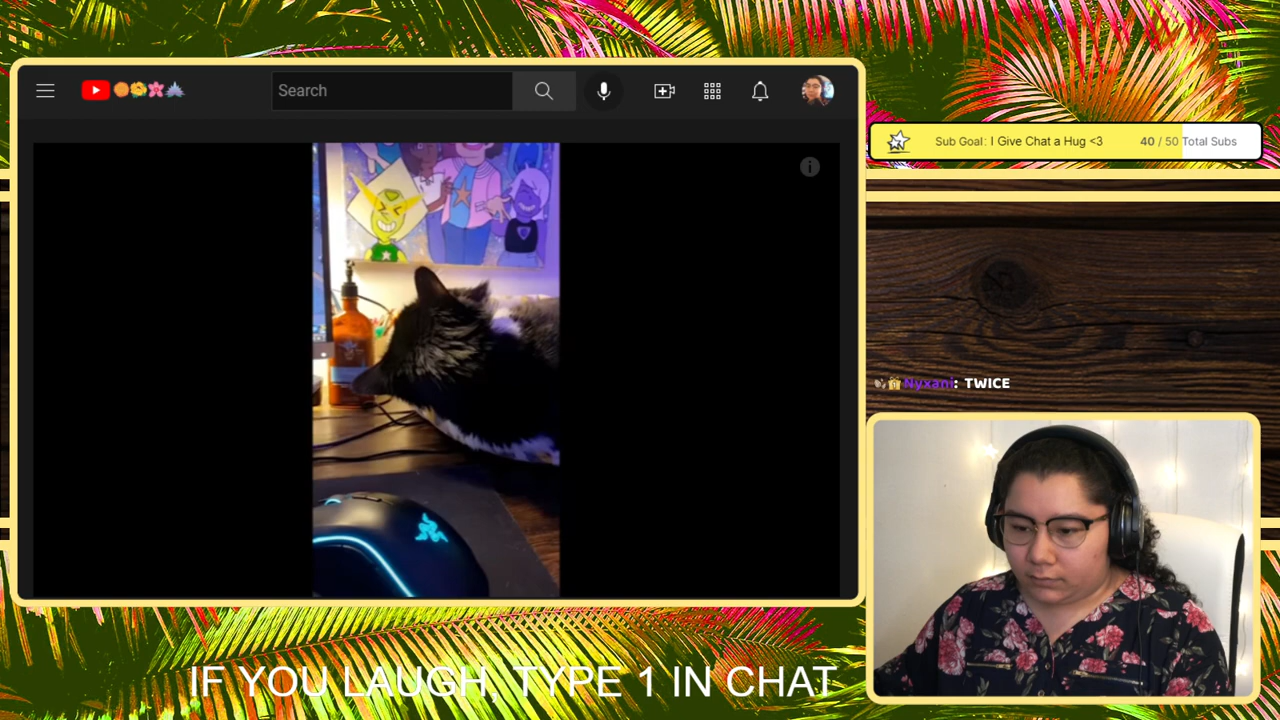 Search
Sub Goal: I Give Chat a Hug <3 40 / 50 Total Subs
Nyxani: TWICE
IF YOU LAUGH, TYPE 1 IN CHAT